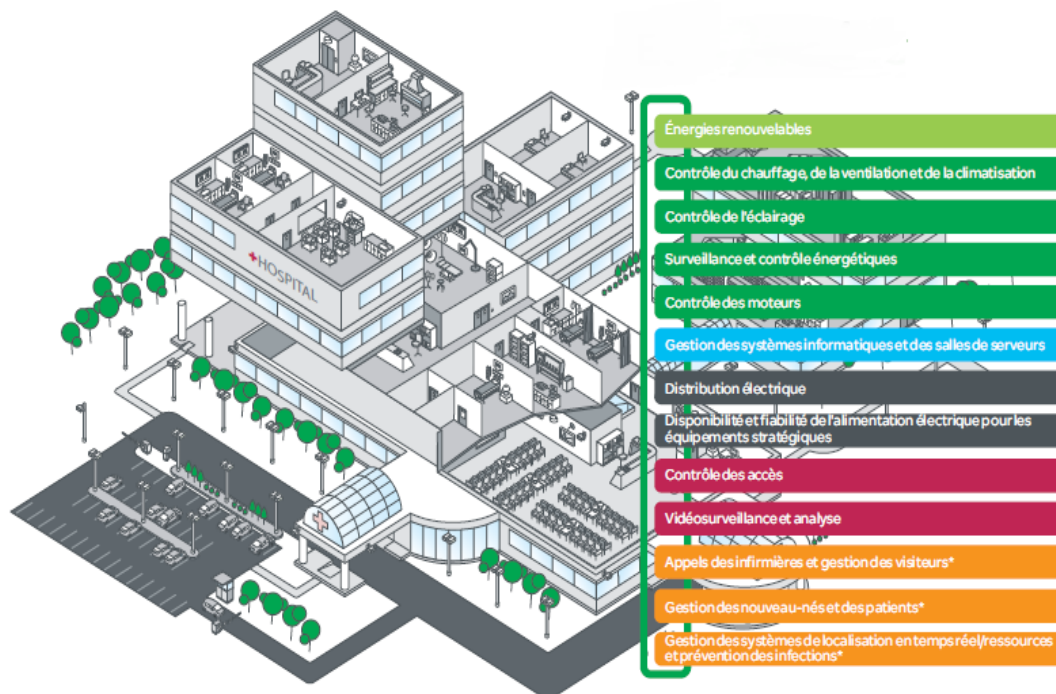 +HOSPITAL
Énergies renouvelables
Contrôle du chauffage, de la ventilation et de la climatisation
Contrôle de l'éclairage
Surveillance et contrôle énergétiques
Contrôle des moteurs
Gestion des systèmes informatiques et des salles de serveurs
Distribution électrique
Disponibilité et fiabilité de l'alimentation électrique pour les
équipements stratégiques
Contrôle des accès
Vidéosurveillance et analyse
Appels des infirmières et gestion des visiteurs*
Gestion des nouveau-nés et des patients*
Gestion des systèmes de localisation en temps réel/ressources
et prévention des infections*